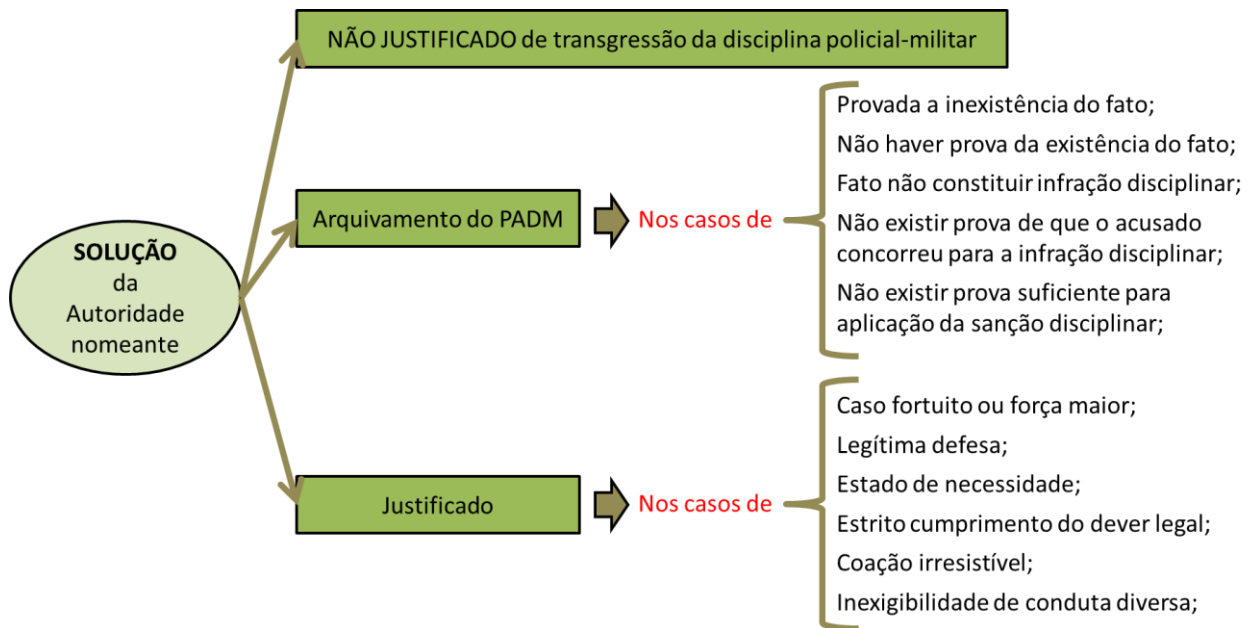 NÃO JUSTIFICADO de transgressão da disciplina policial-militar
SOLUÇÃO
da
Autoridade
nomeante
Arquivamento do PADM
Nos casos de
Provada a inexistência do fato;
Não haver prova da existência do fato;
Fato não constituir infração disciplinar;
Não existir prova de que o acusado
concorreu para a infração disciplinar;
Não existir prova suficiente para
aplicação da sanção disciplinar;
Justificado
Nos casos de
Caso fortuito ou força maior;
Legítima defesa;
Estado de necessidade;
Estrito cumprimento do dever legal;
Coação irresistível;
Inexigibilidade de conduta diversa;